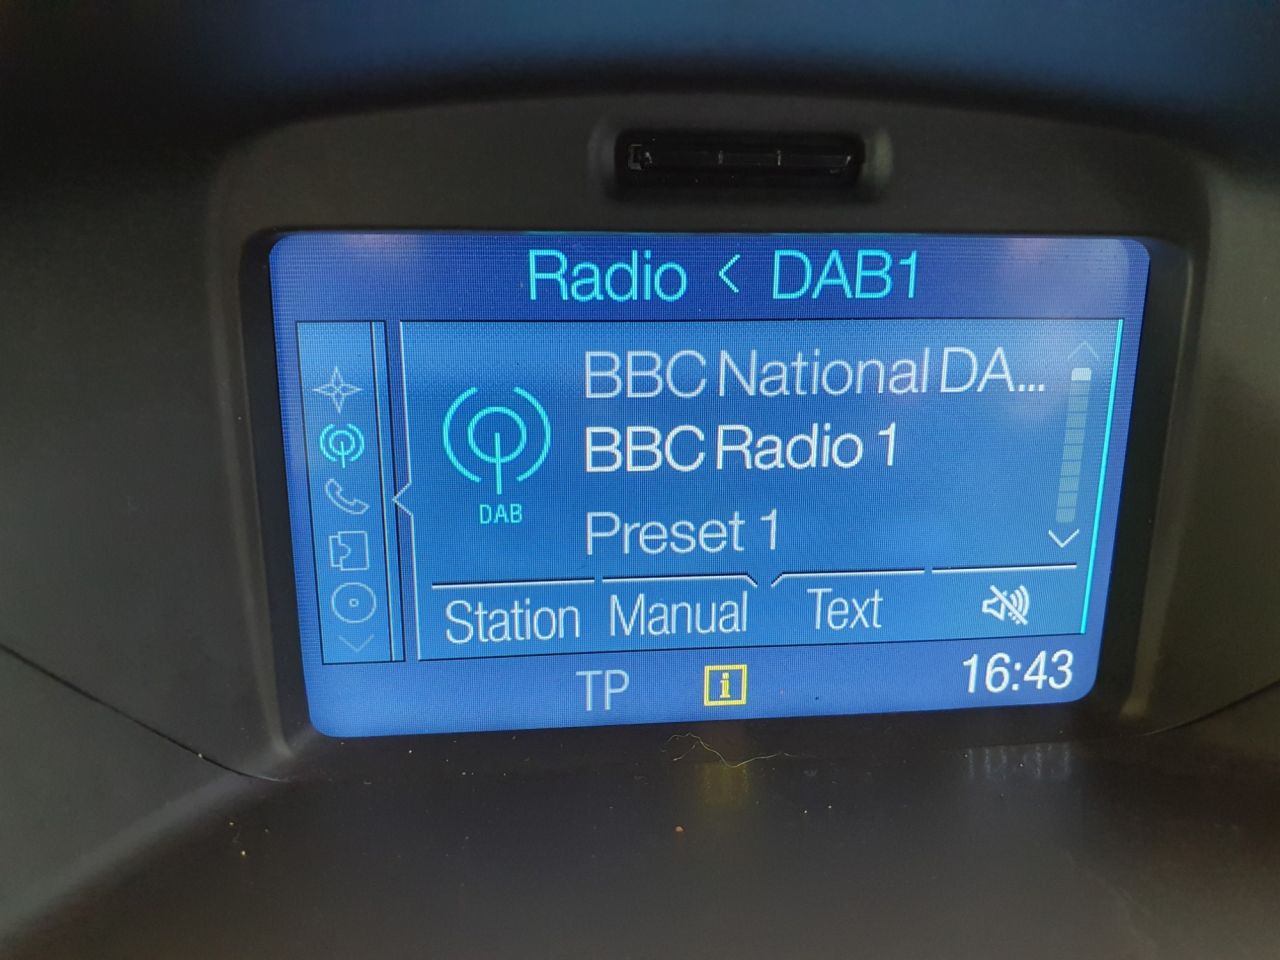 Radio < DAB1
BBC National DA...
BBC Radio 1
DAB
Preset 1
Station Manual Text
TP i 16:43